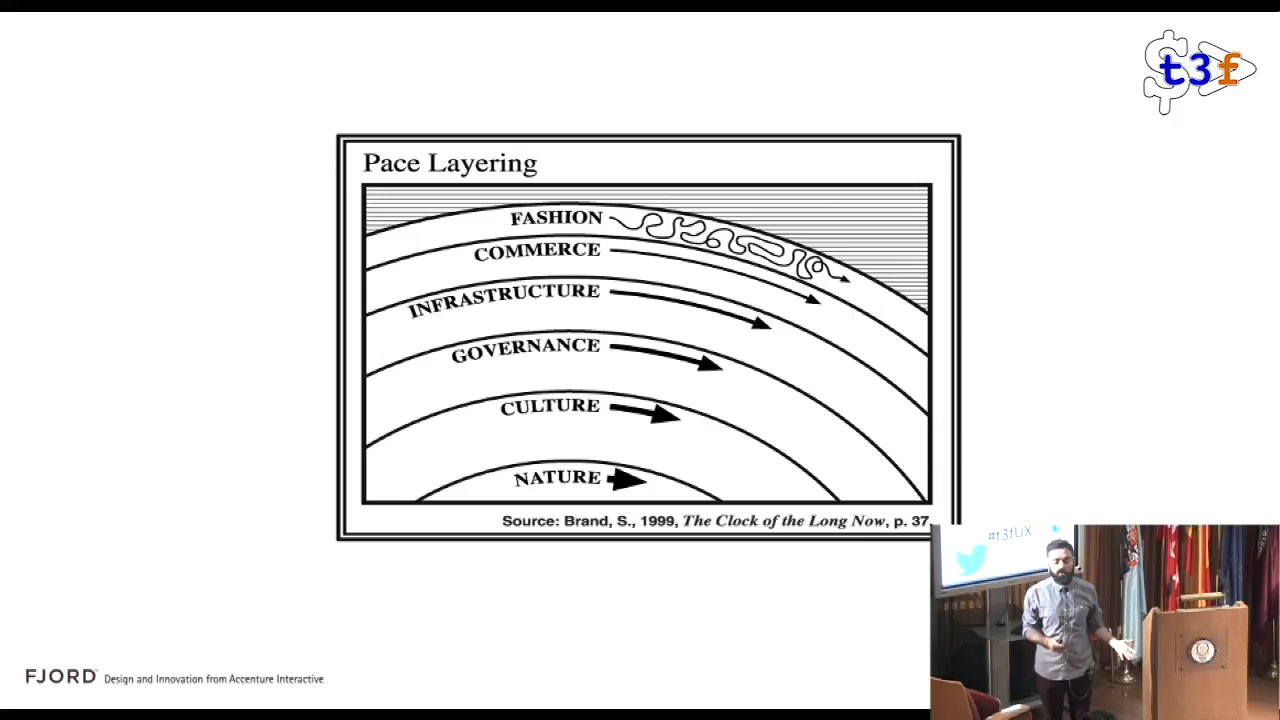 t3f
Pace Layering
FASHION
COMMERCE
INFRASTRUCTURE
GOVERNANCE
CULTURE
NATURE
Source: Brand, S., 1999, The Clock of the Long Now, p. 37.
#t3fUX
FJORD Design and Innovation from Accenture Interactive